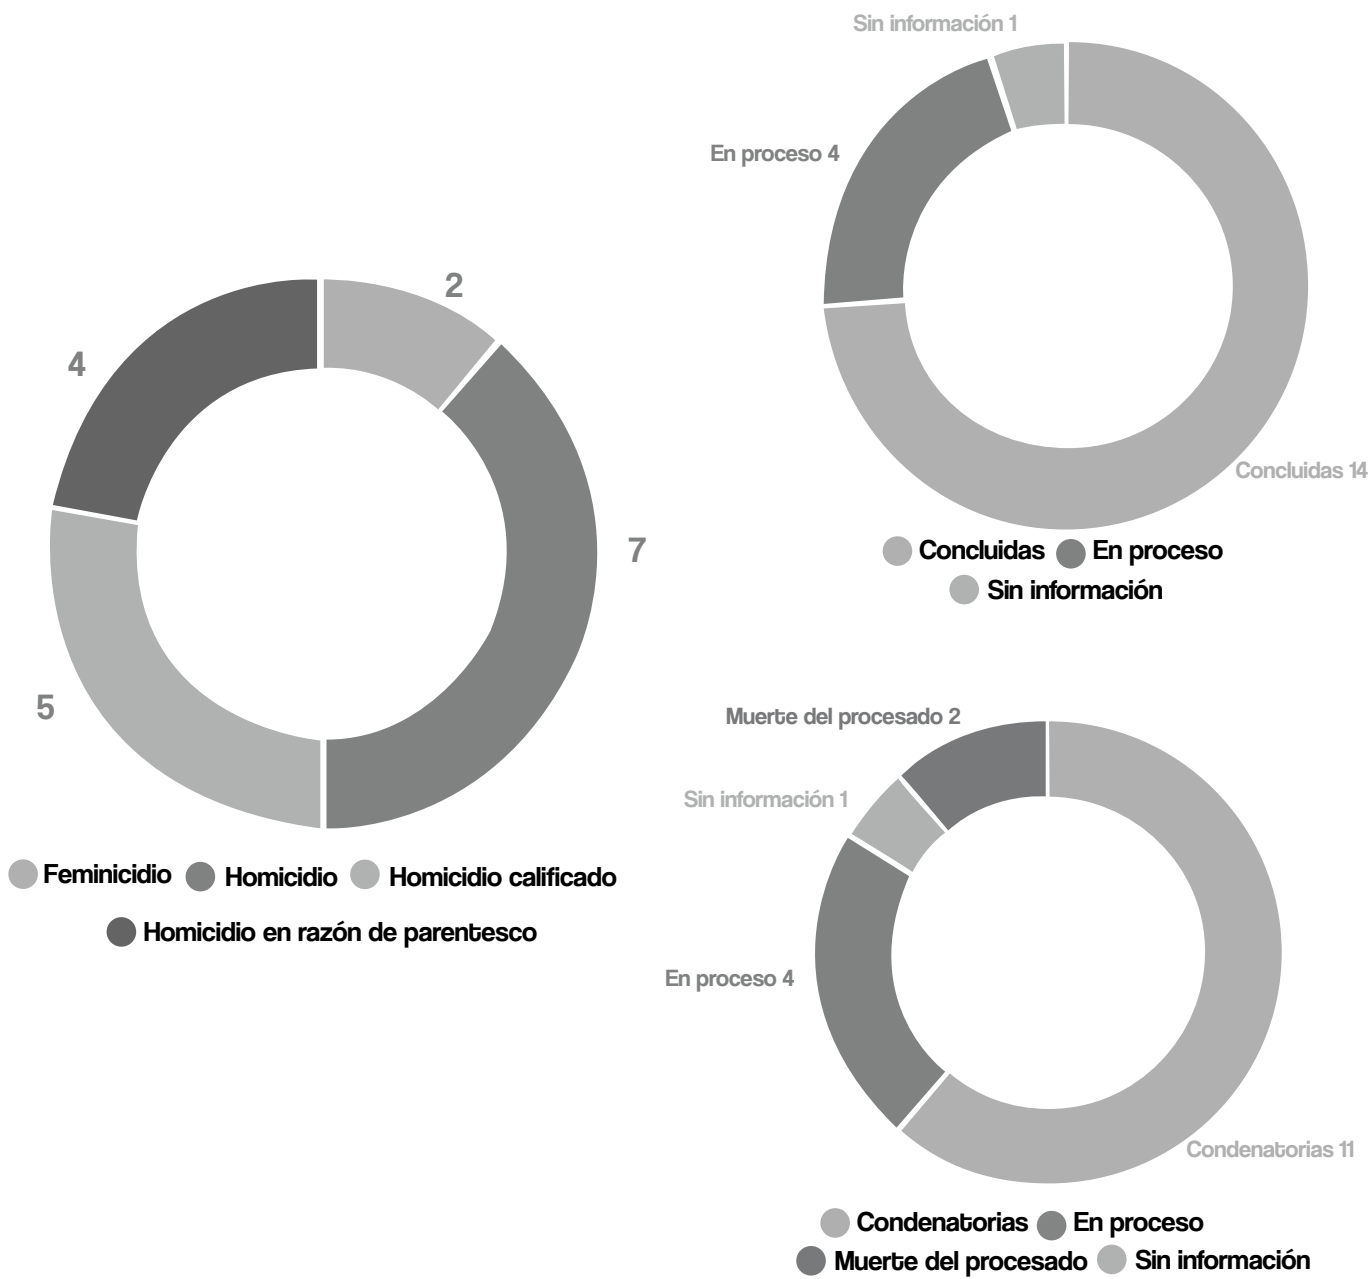 2
4
7
5
Feminicidio Homicidio Homicidio calificado
Homicidio en razón de parentesco
Sin información 1
En proceso 4
Concluidas 14
Concluidas En proceso
Sin información
Muerte del procesado 2
Sin información 1
En proceso 4
Condenatorias 11
Condenatorias En proceso
Muerte del procesado Sin información